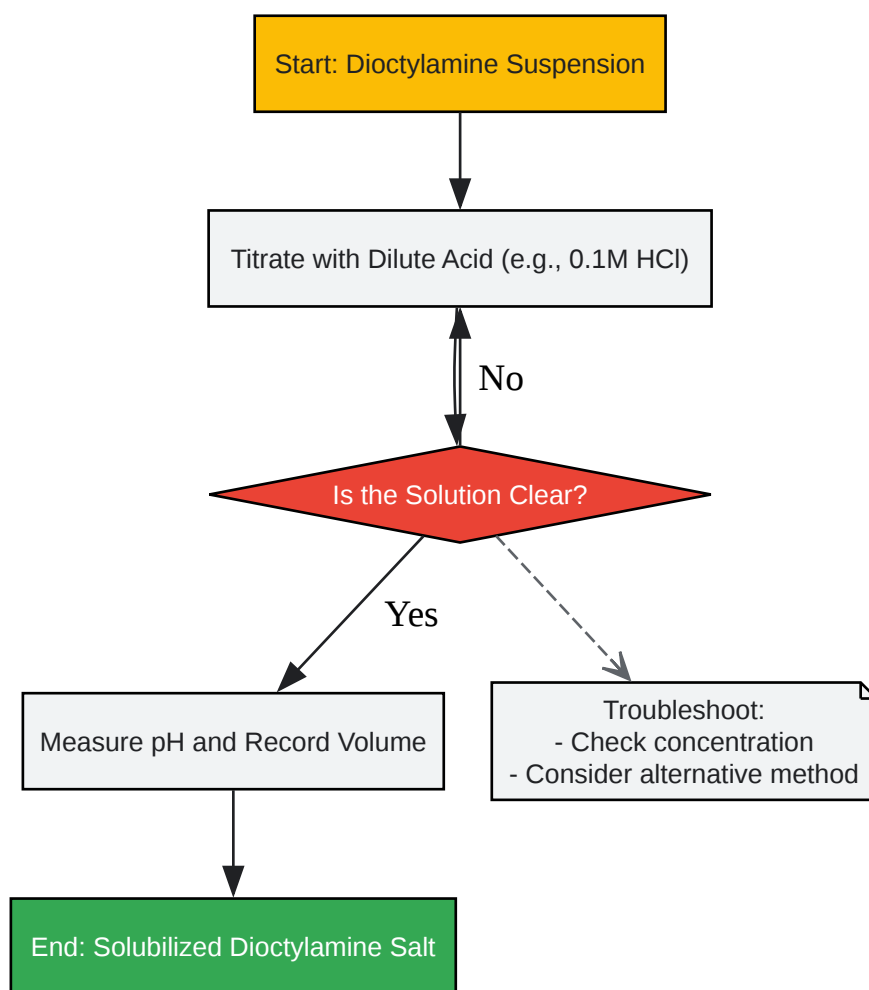 Start: Dioctylamine Suspension
Titrate with Dilute Acid (e.g., 0.1M HCl)
No
Is the Solution Clear?
Yes
Measure pH and Record Volume
Troubleshoot:
- Check concentration
- Consider alternative method
End: Solubilized Dioctylamine Salt